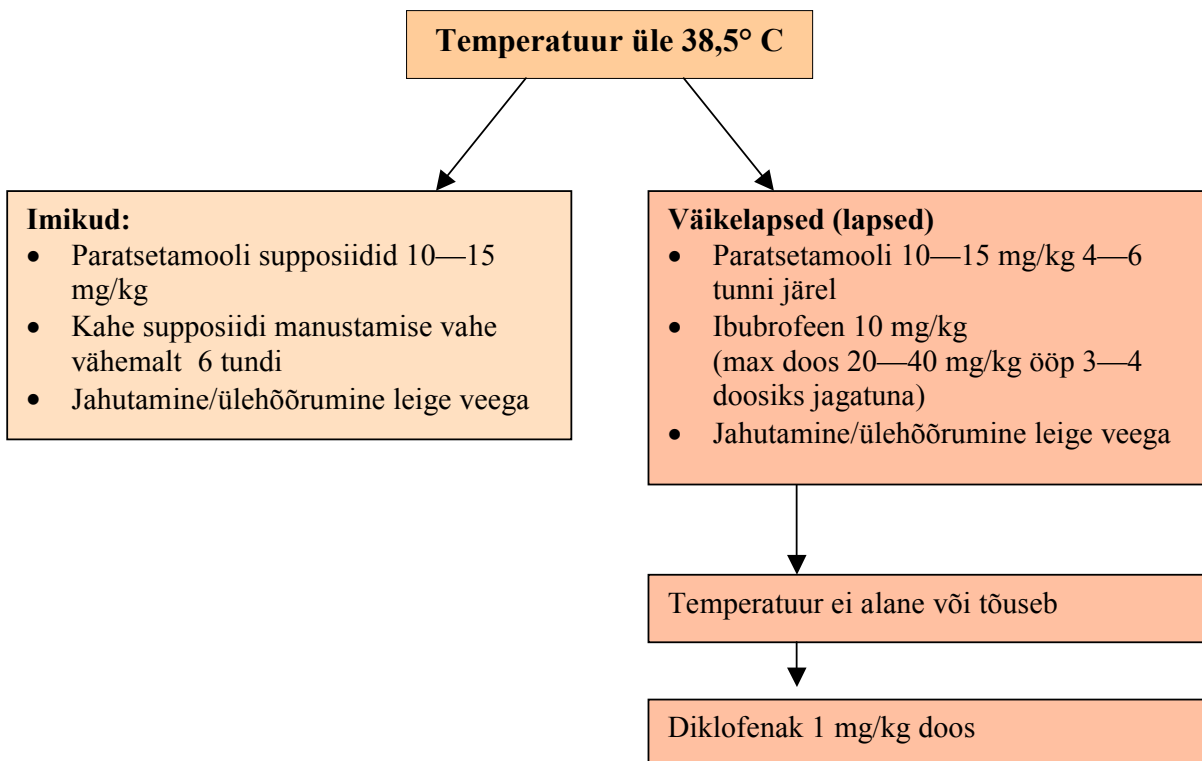 Temperatuur üle 38,5° C
Imikud:
• Paratsetamooli supposiidid 10—15
mg/kg
• Kahe supposiidi manustamise vahe
vähemalt 6 tundi
• Jahutamine/ülehõõrumine leige veega
Väikelapsed (lapsed)
• Paratsetamooli 10—15 mg/kg 4—6
tunni järel
• Ibubrofeen 10 mg/kg
(max doos 20—40 mg/kg ööp 3—4
doosiks jagatuna)
• Jahutamine/ülehõõrumine leige veega
Temperatuur ei alane või tõuseb
Diklofenak 1 mg/kg doos